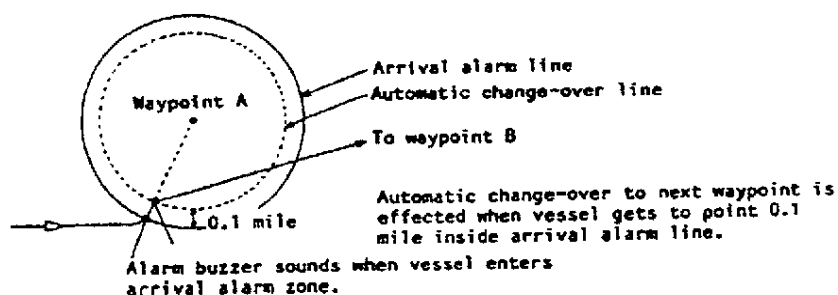 Arrival alarm line
Waypoint A
Automatic change-over line
To waypoint B
0.1 mile
Automatic change-over to next waypoint is
effected when vessel gets to point 0.1
mile inside arrival alarm line.
Alarm buzzer sounds when vessel enters
arrival alarm zone.